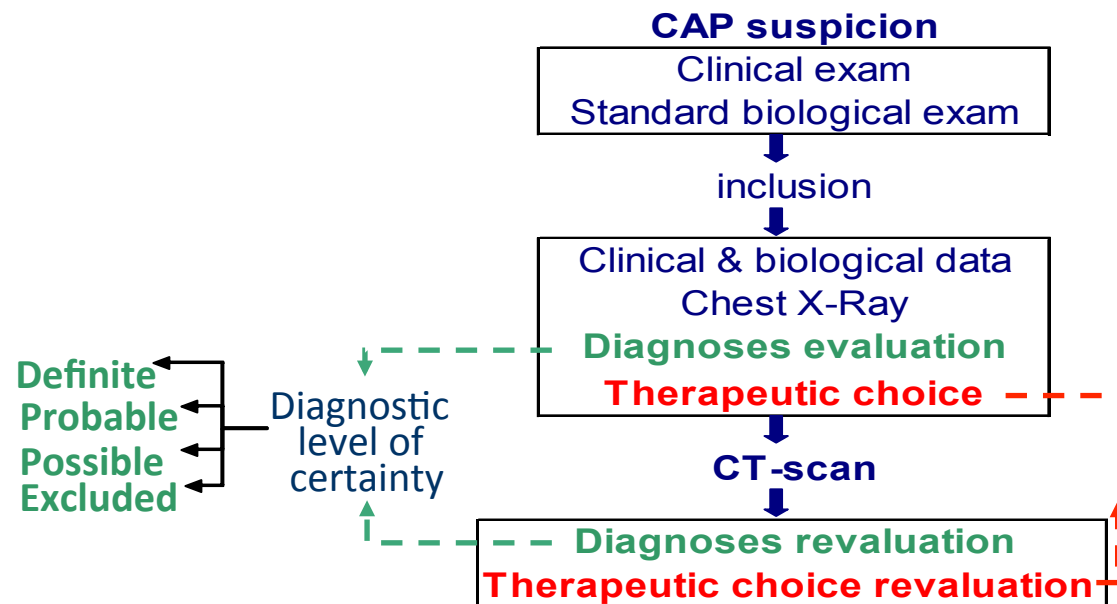 CAP suspicion
Clinical exam
Standard biological exam
inclusion
Clinical & biological data
Chest X-Ray
Diagnoses evaluation
Therapeutic choice
Definite
Probable
Possible
Excluded
Diagnostic
level of
certainty
CT-scan
Diagnoses revaluation
Therapeutic choice revaluation